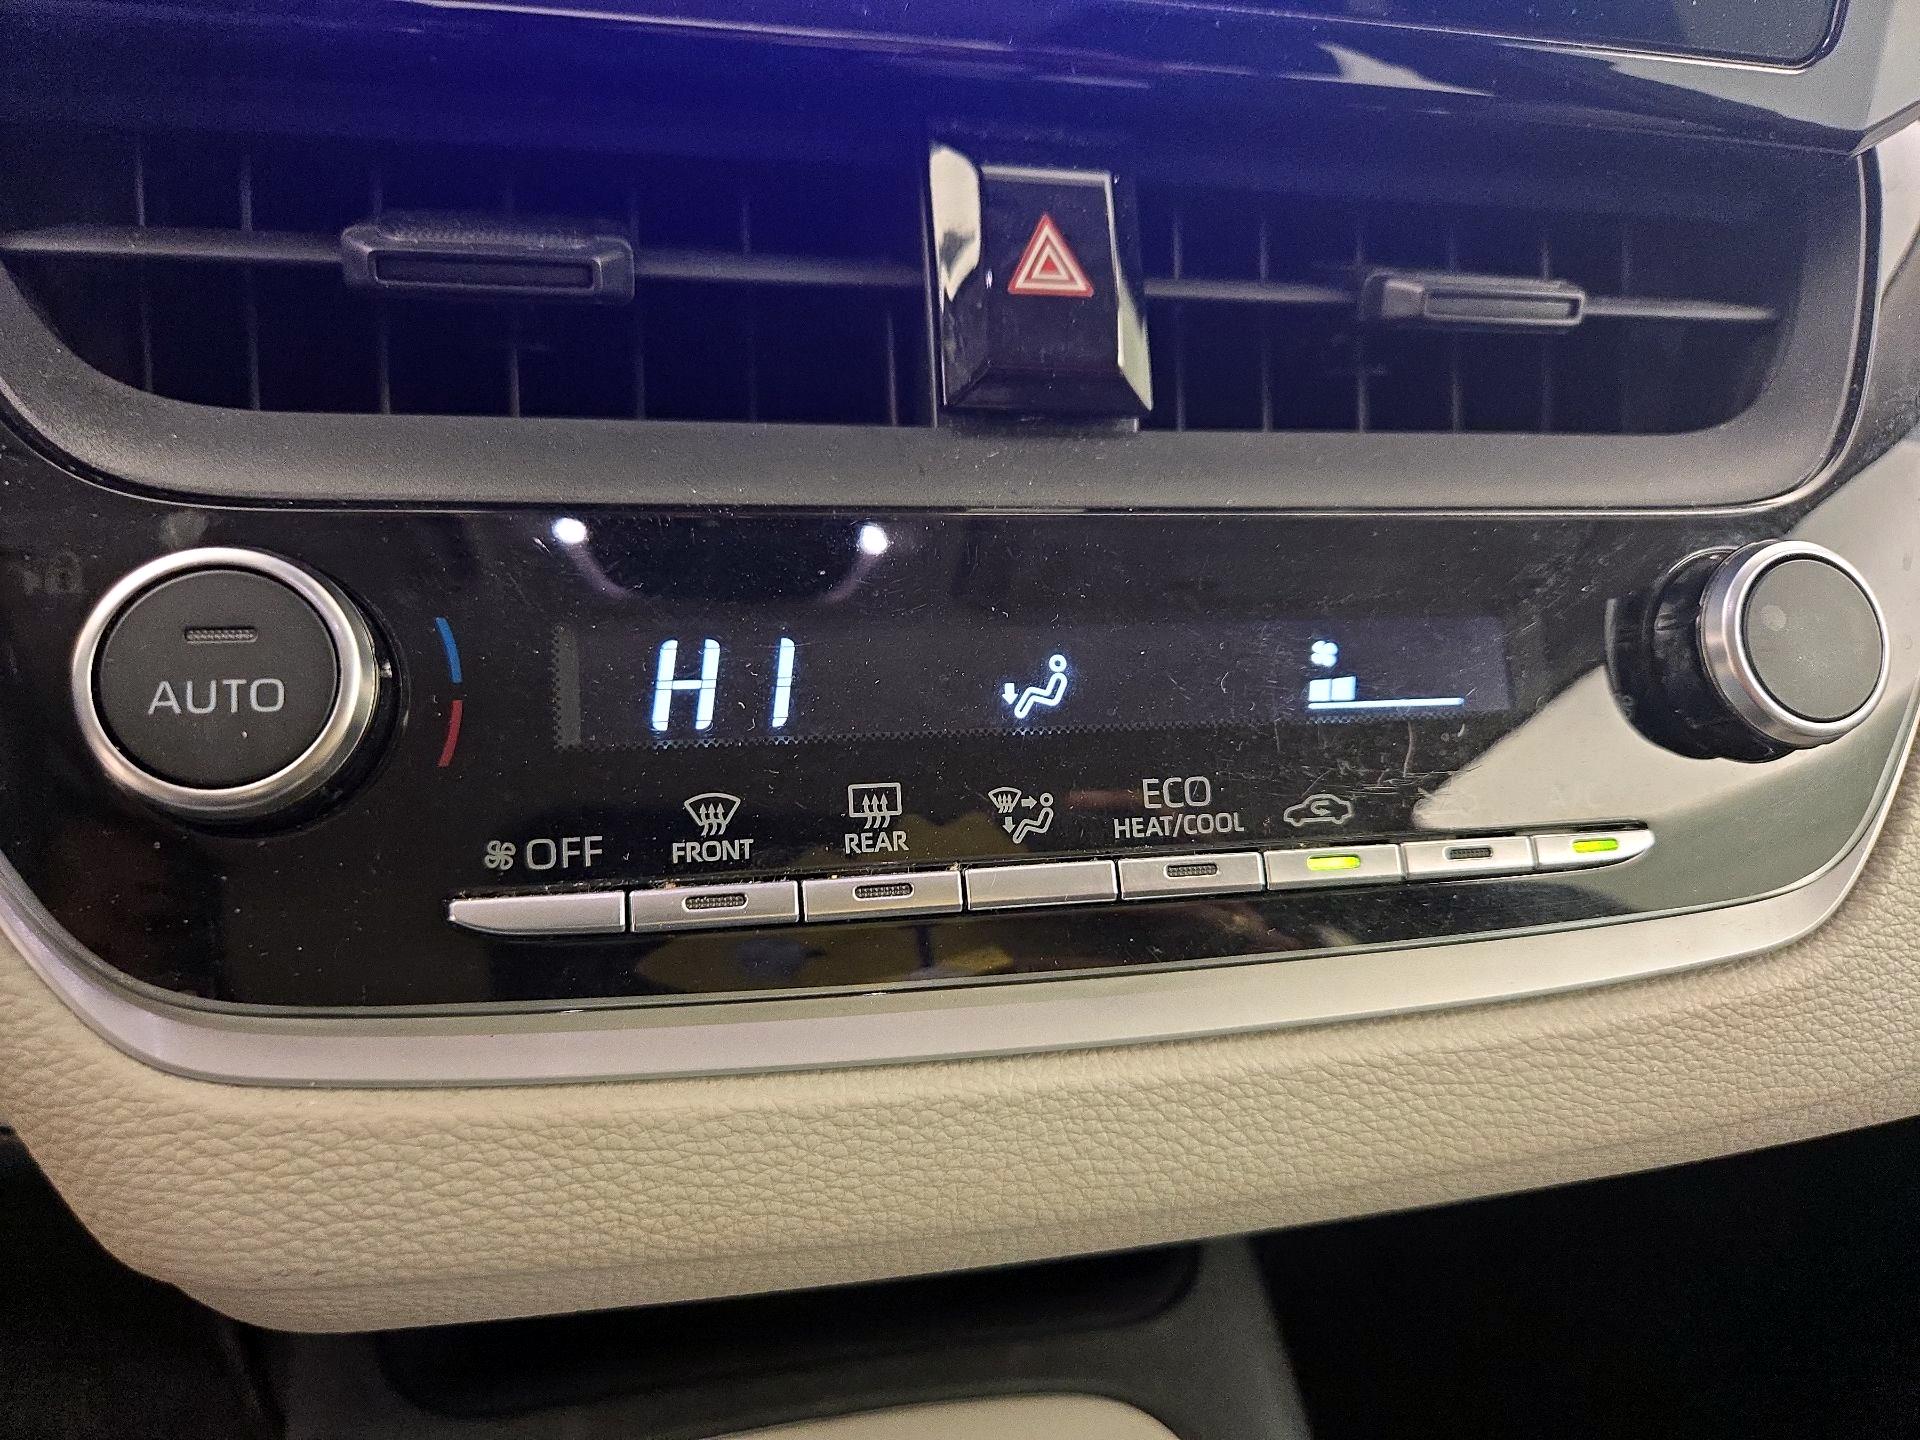 AUTO
HI
OFF
FRONT
REAR
ECO
HEAT/COOL